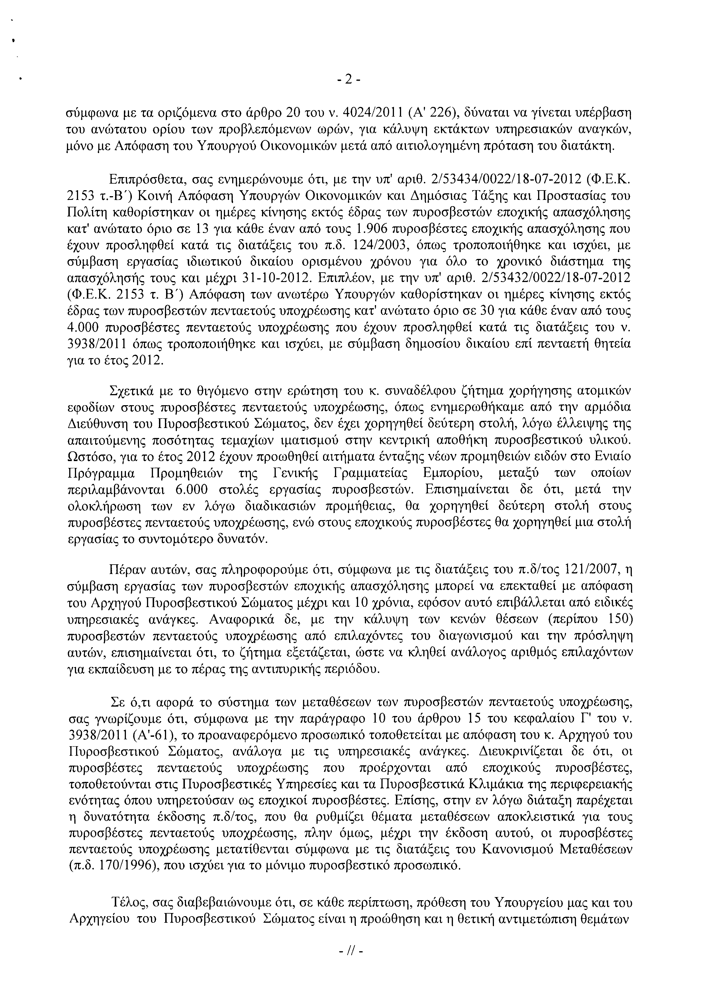 - 2 -
σύμφωνα με τα οριζόμενα στο άρθρο 20 του ν. 4024/2011 (Α' 226), δύναται να γίνεται υπέρβαση
του ανώτατου ορίου των προβλεπόμενων ωρών, για κάλυψη εκτάκτων υπηρεσιακών αναγκών,
μόνο με Απόφαση του Υπουργού Οικονομικών μετά από αιτιολογημένη πρόταση του διατάκτη.
Επιπρόσθετα, σας ενημερώνουμε ότι, με την υπ' αριθ. 2/53434/0022/18-07-2012 (Φ.Ε.Κ.
2153 τ.-Β΄) Κοινή Απόφαση Υπουργών Οικονομικών και Δημόσιας Τάξης και Προστασίας του
Πολίτη καθορίστηκαν οι ημέρες κίνησης εκτός έδρας των πυροσβεστών εποχικής απασχόλησης
κατ' ανώτατο όριο σε 13 για κάθε έναν από τους 1.906 πυροσβέστες εποχικής απασχόλησης που
έχουν προσληφθεί κατά τις διατάξεις του π.δ. 124/2003, όπως τροποποιήθηκε και ισχύει, με
σύμβαση εργασίας ιδιωτικού δικαίου ορισμένου χρόνου για όλο το χρονικό διάστημα της
απασχόλησής τους και μέχρι 31-10-2012. Επιπλέον, με την υπ' αριθ. 2/53432/0022/18-07-2012
(Φ.Ε.Κ. 2153 τ. Β΄) Απόφαση των ανωτέρω Υπουργών καθορίστηκαν οι ημέρες κίνησης εκτός
έδρας των πυροσβεστών πενταετούς υποχρέωσης κατ' ανώτατο όριο σε 30 για κάθε έναν από τους
4.000 πυροσβέστες πενταετούς υποχρέωσης που έχουν προσληφθεί κατά τις διατάξεις του ν.
3938/2011 όπως τροποποιήθηκε και ισχύει, με σύμβαση δημοσίου δικαίου επί πενταετή θητεία
για το έτος 2012.
Σχετικά με το θιγόμενο στην ερώτηση του κ. συναδέλφου ζήτημα χορήγησης ατομικών
εφοδίων στους πυροσβέστες πενταετούς υποχρέωσης, όπως ενημερωθήκαμε από την αρμόδια
Διεύθυνση του Πυροσβεστικού Σώματος, δεν έχει χορηγηθεί δεύτερη στολή, λόγω έλλειψης της
απαιτούμενης ποσότητας τεμαχίων ιματισμού στην κεντρική αποθήκη πυροσβεστικού υλικού.
Ωστόσο, για το έτος 2012 έχουν προωθηθεί αιτήματα ένταξης νέων προμηθειών ειδών στο Ενιαίο
Πρόγραμμα Προμηθειών της Γενικής Γραμματείας Εμπορίου, μεταξύ των οποίων
περιλαμβάνονται 6.000 στολές εργασίας πυροσβεστών. Επισημαίνεται δε ότι, μετά την
ολοκλήρωση των εν λόγω διαδικασιών προμήθειας, θα χορηγηθεί δεύτερη στολή στους
πυροσβέστες πενταετούς υποχρέωσης, ενώ στους εποχικούς πυροσβέστες θα χορηγηθεί μια στολή
εργασίας το συντομότερο δυνατόν.
Πέραν αυτών, σας πληροφορούμε ότι, σύμφωνα με τις διατάξεις του π.δ/τος 121/2007, η
σύμβαση εργασίας των πυροσβεστών εποχικής απασχόλησης μπορεί να επεκταθεί με απόφαση
του Αρχηγού Πυροσβεστικού Σώματος μέχρι και 10 χρόνια, εφόσον αυτό επιβάλλεται από ειδικές
υπηρεσιακές ανάγκες. Αναφορικά δε, με την κάλυψη των κενών θέσεων (περίπου 150)
πυροσβεστών πενταετούς υποχρέωσης από επιλαχόντες του διαγωνισμού και την πρόσληψη
αυτών, επισημαίνεται ότι, το ζήτημα εξετάζεται, ώστε να κληθεί ανάλογος αριθμός επιλαχόντων
για εκπαίδευση με το πέρας της αντιπυρικής περιόδου.
Σε ό,τι αφορά το σύστημα των μεταθέσεων των πυροσβεστών πενταετούς υποχρέωσης,
σας γνωρίζουμε ότι, σύμφωνα με την παράγραφο 10 του άρθρου 15 του κεφαλαίου Γ' του ν.
3938/2011 (Α'-61), το προαναφερόμενο προσωπικό τοποθετείται με απόφαση του κ. Αρχηγού του
Πυροσβεστικού Σώματος, ανάλογα με τις υπηρεσιακές ανάγκες. Διευκρινίζεται δε ότι, οι
πυροσβέστες πενταετούς υποχρέωσης που προέρχονται από εποχικούς πυροσβέστες,
τοποθετούνται στις Πυροσβεστικές Υπηρεσίες και τα Πυροσβεστικά Κλιμάκια της περιφερειακής
ενότητας όπου υπηρετούσαν ως εποχικοί πυροσβέστες. Επίσης, στην εν λόγω διάταξη παρέχεται
η δυνατότητα έκδοσης π.δ/τος, που θα ρυθμίζει θέματα μεταθέσεων αποκλειστικά για τους
πυροσβέστες πενταετούς υποχρέωσης, πλην όμως, μέχρι την έκδοση αυτού, οι πυροσβέστες
πενταετούς υποχρέωσης μετατίθενται σύμφωνα με τις διατάξεις του Κανονισμού Μεταθέσεων
(π.δ. 170/1996), που ισχύει για το μόνιμο πυροσβεστικό προσωπικό.
Τέλος, σας διαβεβαιώνουμε ότι, σε κάθε περίπτωση, πρόθεση του Υπουργείου μας και του
Αρχηγείου του Πυροσβεστικού Σώματος είναι η προώθηση και η θετική αντιμετώπιση θεμάτων
- // -